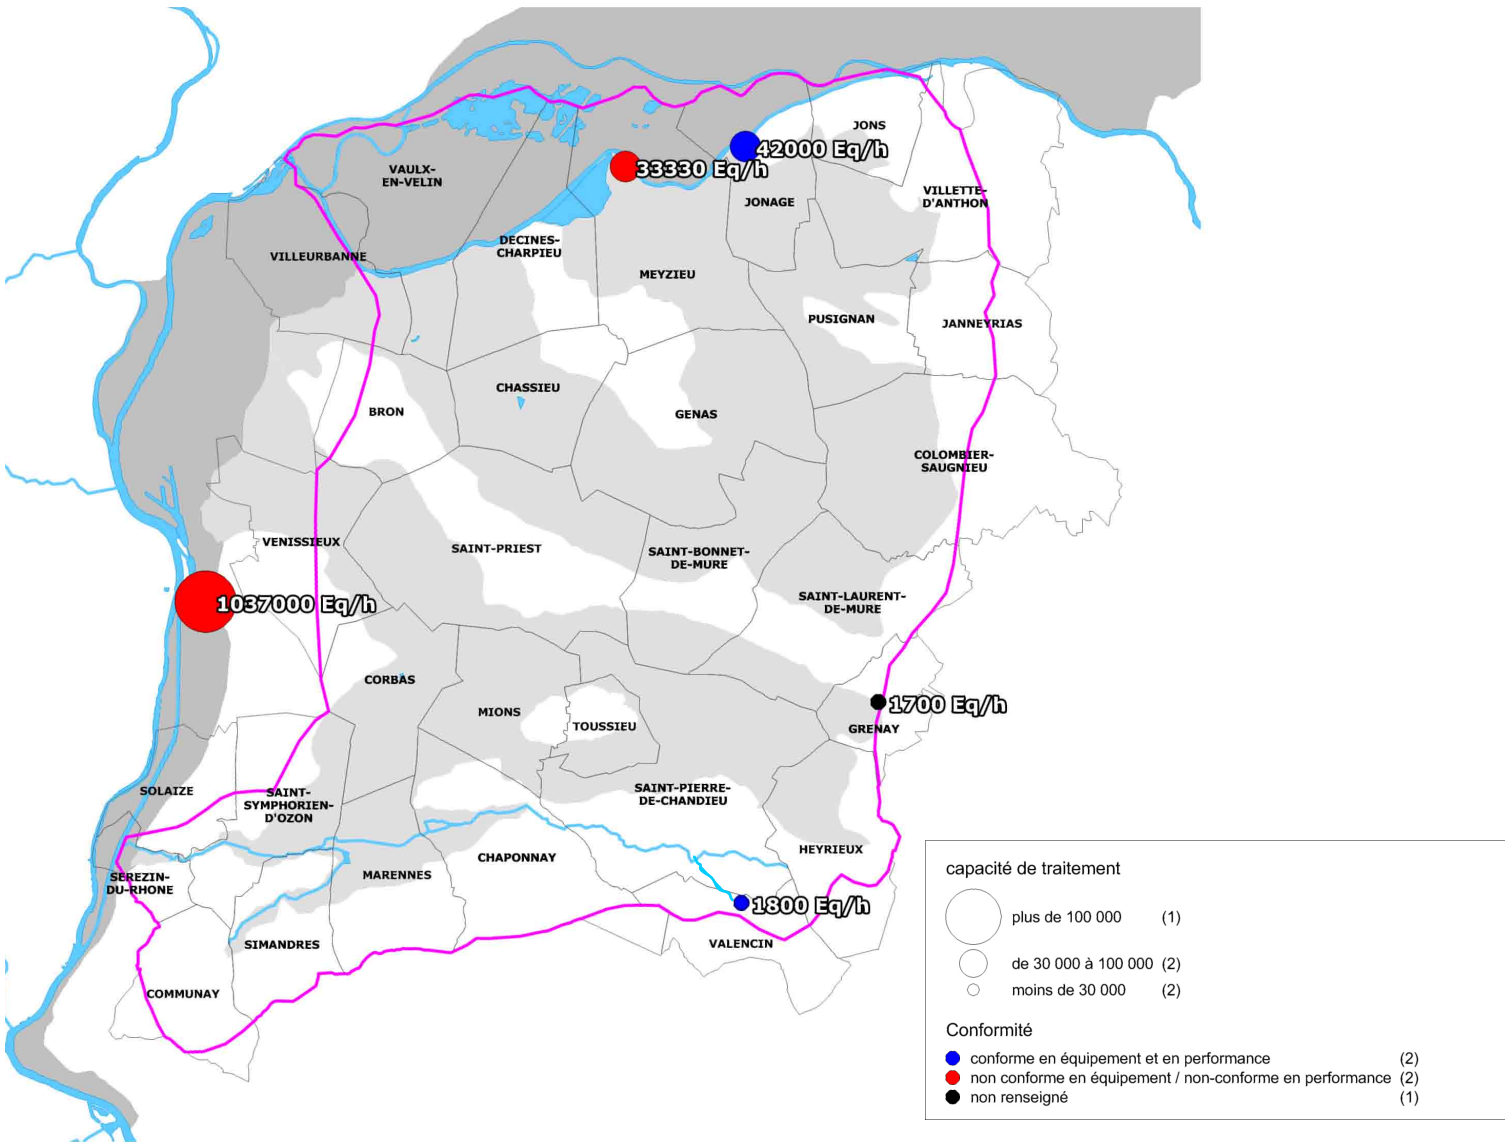 JONS
42000 Eq/h
33330 Eq/h
VAULX-
EN-VELIN
VILLETTE-
D'ANTHON
JONAGE
DECINES-
CHARPIEU
VILLEURBANNE
MEYZIEU
PUSIGNAN
JANNEYRIAS
CHASSIEU
BRON
GENAS
COLOMBIER-
SAUGNIEU
VENISSIEUX
SAINT-PRIEST
SAINT-BONNET-
DE-MURE
SAINT-LAURENT-
DE-MURE
1037000 Eq/h
CORBAS
MIONS
TOUSSIEU
1700 Eq/h
GRENAY
SOLAIZE
SAINT-
SYMPHORIEN-
D'OZON
SAINT-PIERRE-
DE-CHANDIEU
HEYRIEUX
CHAPONNAY
MARENNES
SEREZIN-
DU-RHONE
1800 Eq/h
SIMANDRES
VALENCIN
COMMUNAY
capacité de traitement
plus de 100 000 (1)
de 30 000 à 100 000 (2)
moins de 30 000 (2)
Conformité
conforme en équipement et en performance (2)
non conforme en équipement / non-conforme en performance (2)
non renseigné (1)